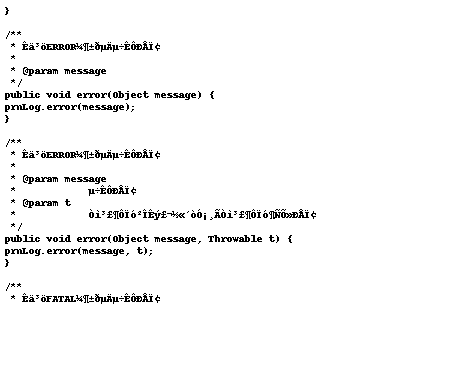 }
/**
 * Êä³öERROR¼¶±ðµÄµ÷ÊÔÐÅÏ¢
 *
 * @param message
 */
public void error(Object message) {
prnLog.error(message);
}
/**
 * Êä³öERROR¼¶±ðµÄµ÷ÊÔÐÅÏ¢
 *
 * @param message
 *            µ÷ÊÔÐÅÏ¢
 * @param t
 *            Òì³£¶ÔÏó²ÎÊý£¬½«´òÓ¡¸ÃÒì³£¶ÔÏó¶ÑÕ»ÐÅÏ¢
 */
public void error(Object message, Throwable t) {
prnLog.error(message, t);
}
/**
 * Êä³öFATAL¼¶±ðµÄµ÷ÊÔÐÅÏ¢